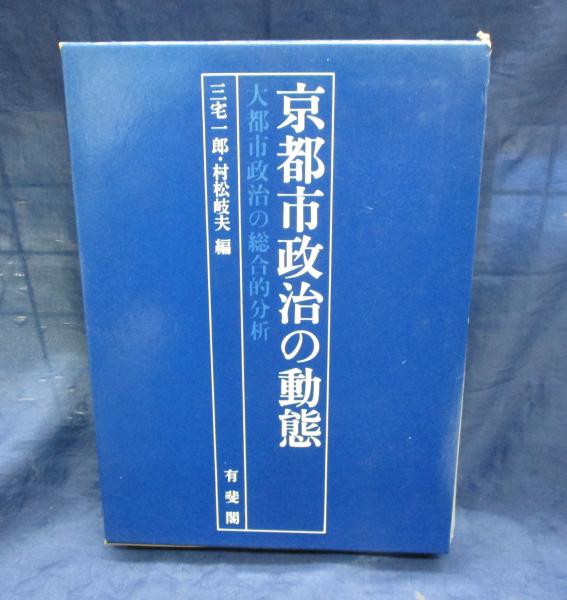 京都市政治の動態
大都市政治の総合的分析
三宅一郎・村松岐夫 編
有斐閣